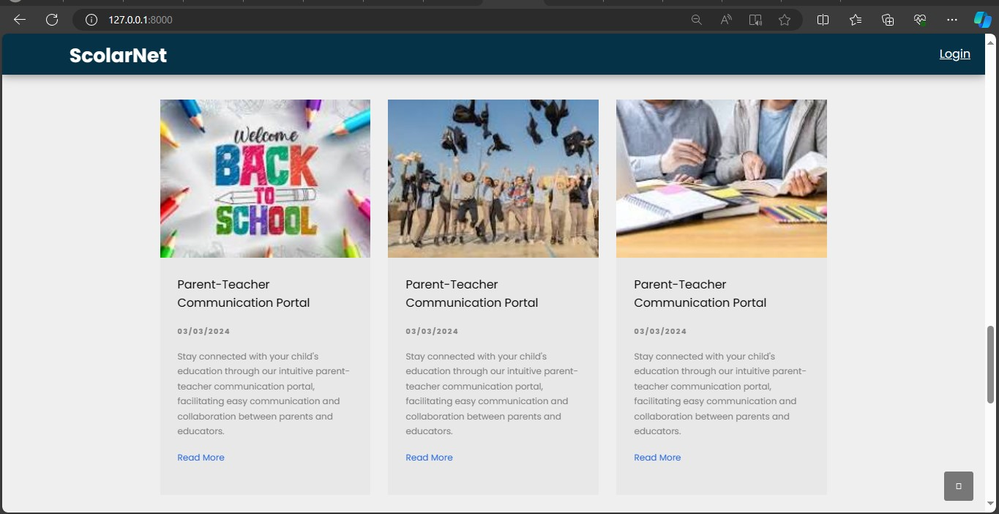 127.0.0.1:8000
ScolarNet
Login
Welcome
BACK
TO
SCHOOL
Parent-Teacher
Communication Portal
03/03/2024
Stay connected with your child's
education through our intuitive parent-
teacher communication portal,
facilitating easy communication and
collaboration between parents and
educators.
Read More
Parent-Teacher
Communication Portal
03/03/2024
Stay connected with your child's
education through our intuitive parent-
teacher communication portal,
facilitating easy communication and
collaboration between parents and
educators.
Read More
Parent-Teacher
Communication Portal
03/03/2024
Stay connected with your child's
education through our intuitive parent-
teacher communication portal,
facilitating easy communication and
collaboration between parents and
educators.
Read More